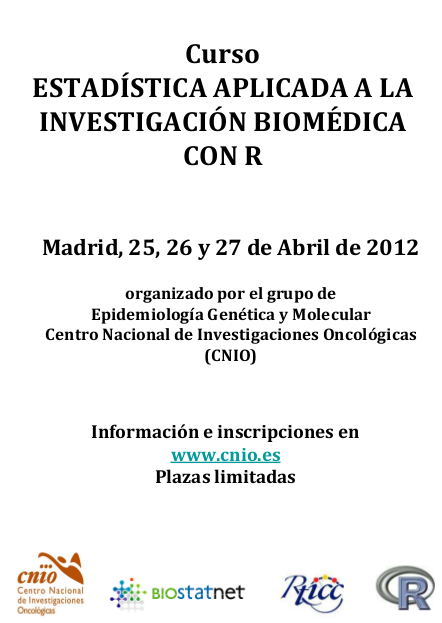 Curso
ESTADÍSTICA APLICADA A LA
INVESTIGACIÓN BIOMÉDICA
CON R
Madrid, 25, 26 y 27 de Abril de 2012
organizado por el grupo de
Epidemiología Genética y Molecular
Centro Nacional de Investigaciones Oncológicas
(CNIO)
Información e inscripciones en
www.cnio.es
Plazas limitadas
cnio
Centro Nacional
de Investigaciones
Oncológicas
BIOSTATNET
RTICC
R